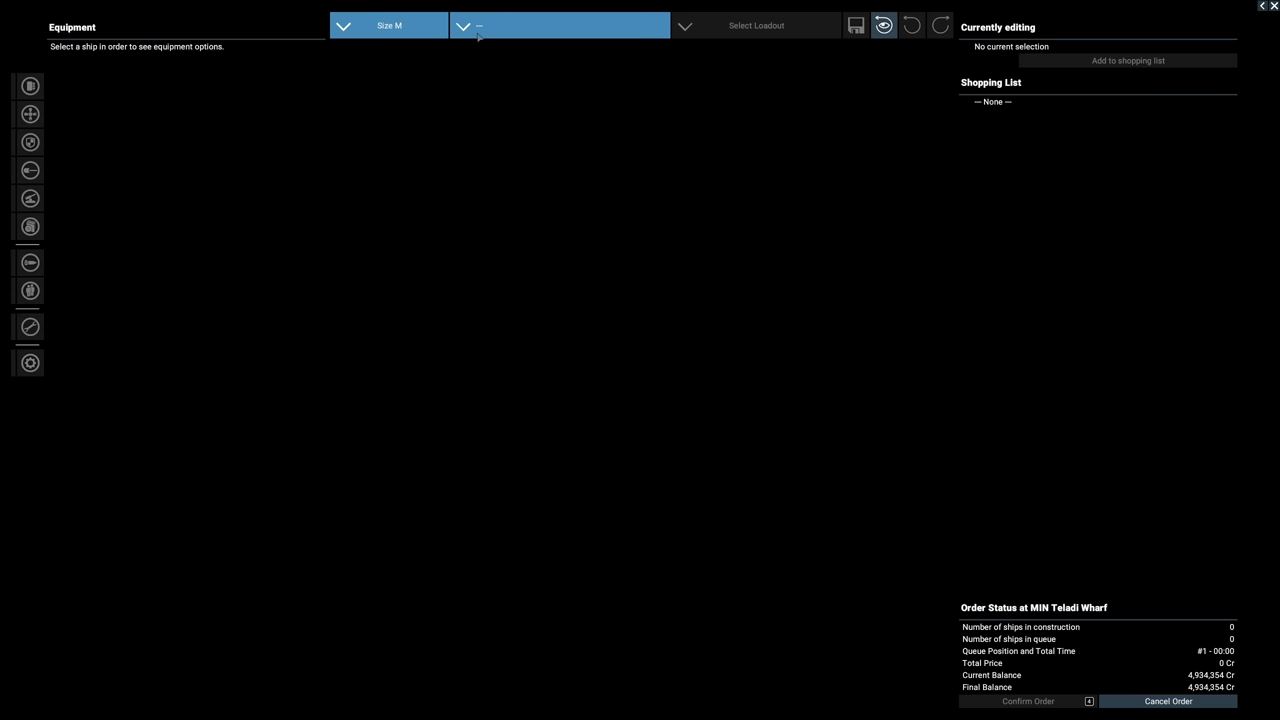 Equipment
Select a ship in order to see equipment options.
Size M
—
Select Loadout
Currently editing
No current selection
Add to shopping list
Shopping List
— None —
Order Status at MIN Teladi Wharf
Number of ships in construction 0
Number of ships in queue 0
Queue Position and Total Time #1 - 00:00
Total Price 0 Cr
Current Balance 4,934,354 Cr
Final Balance 4,934,354 Cr
Confirm Order 4
Cancel Order